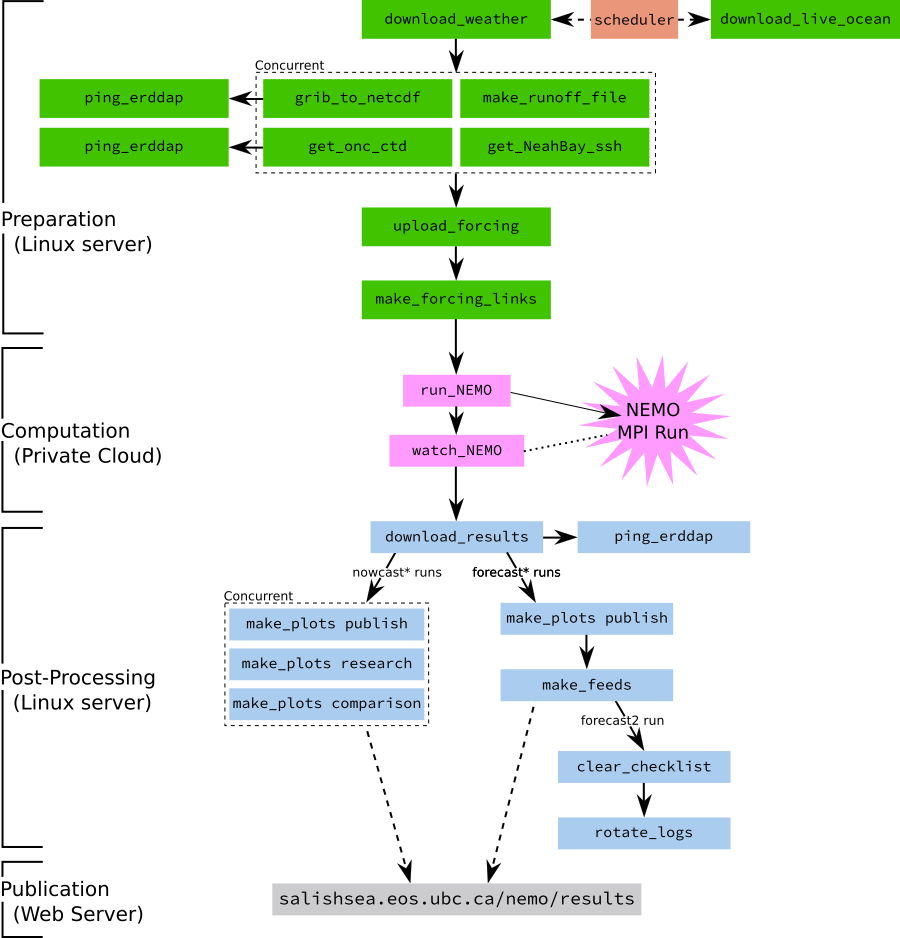 download_weather
scheduler
download_live_ocean
Concurrent
ping_erddap
grib_to_netcdf
make_runoff_file
ping_erddap
get_onc_ctd
get_NeahBay_ssh
Preparation
(Linux server)
upload_forcing
make_forcing_links
Computation
(Private Cloud)
run_NEMO
NEMO
MPI Run
watch_NEMO
Post-Processing
(Linux server)
download_results
ping_erddap
nowcast* runs
forecast* runs
Concurrent
make_plots publish
make_plots research
make_plots comparison
make_plots publish
make_feeds
forecast2 run
clear_checklist
rotate_logs
Publication
(Web Server)
salishsea.eos.ubc.ca/nemo/results